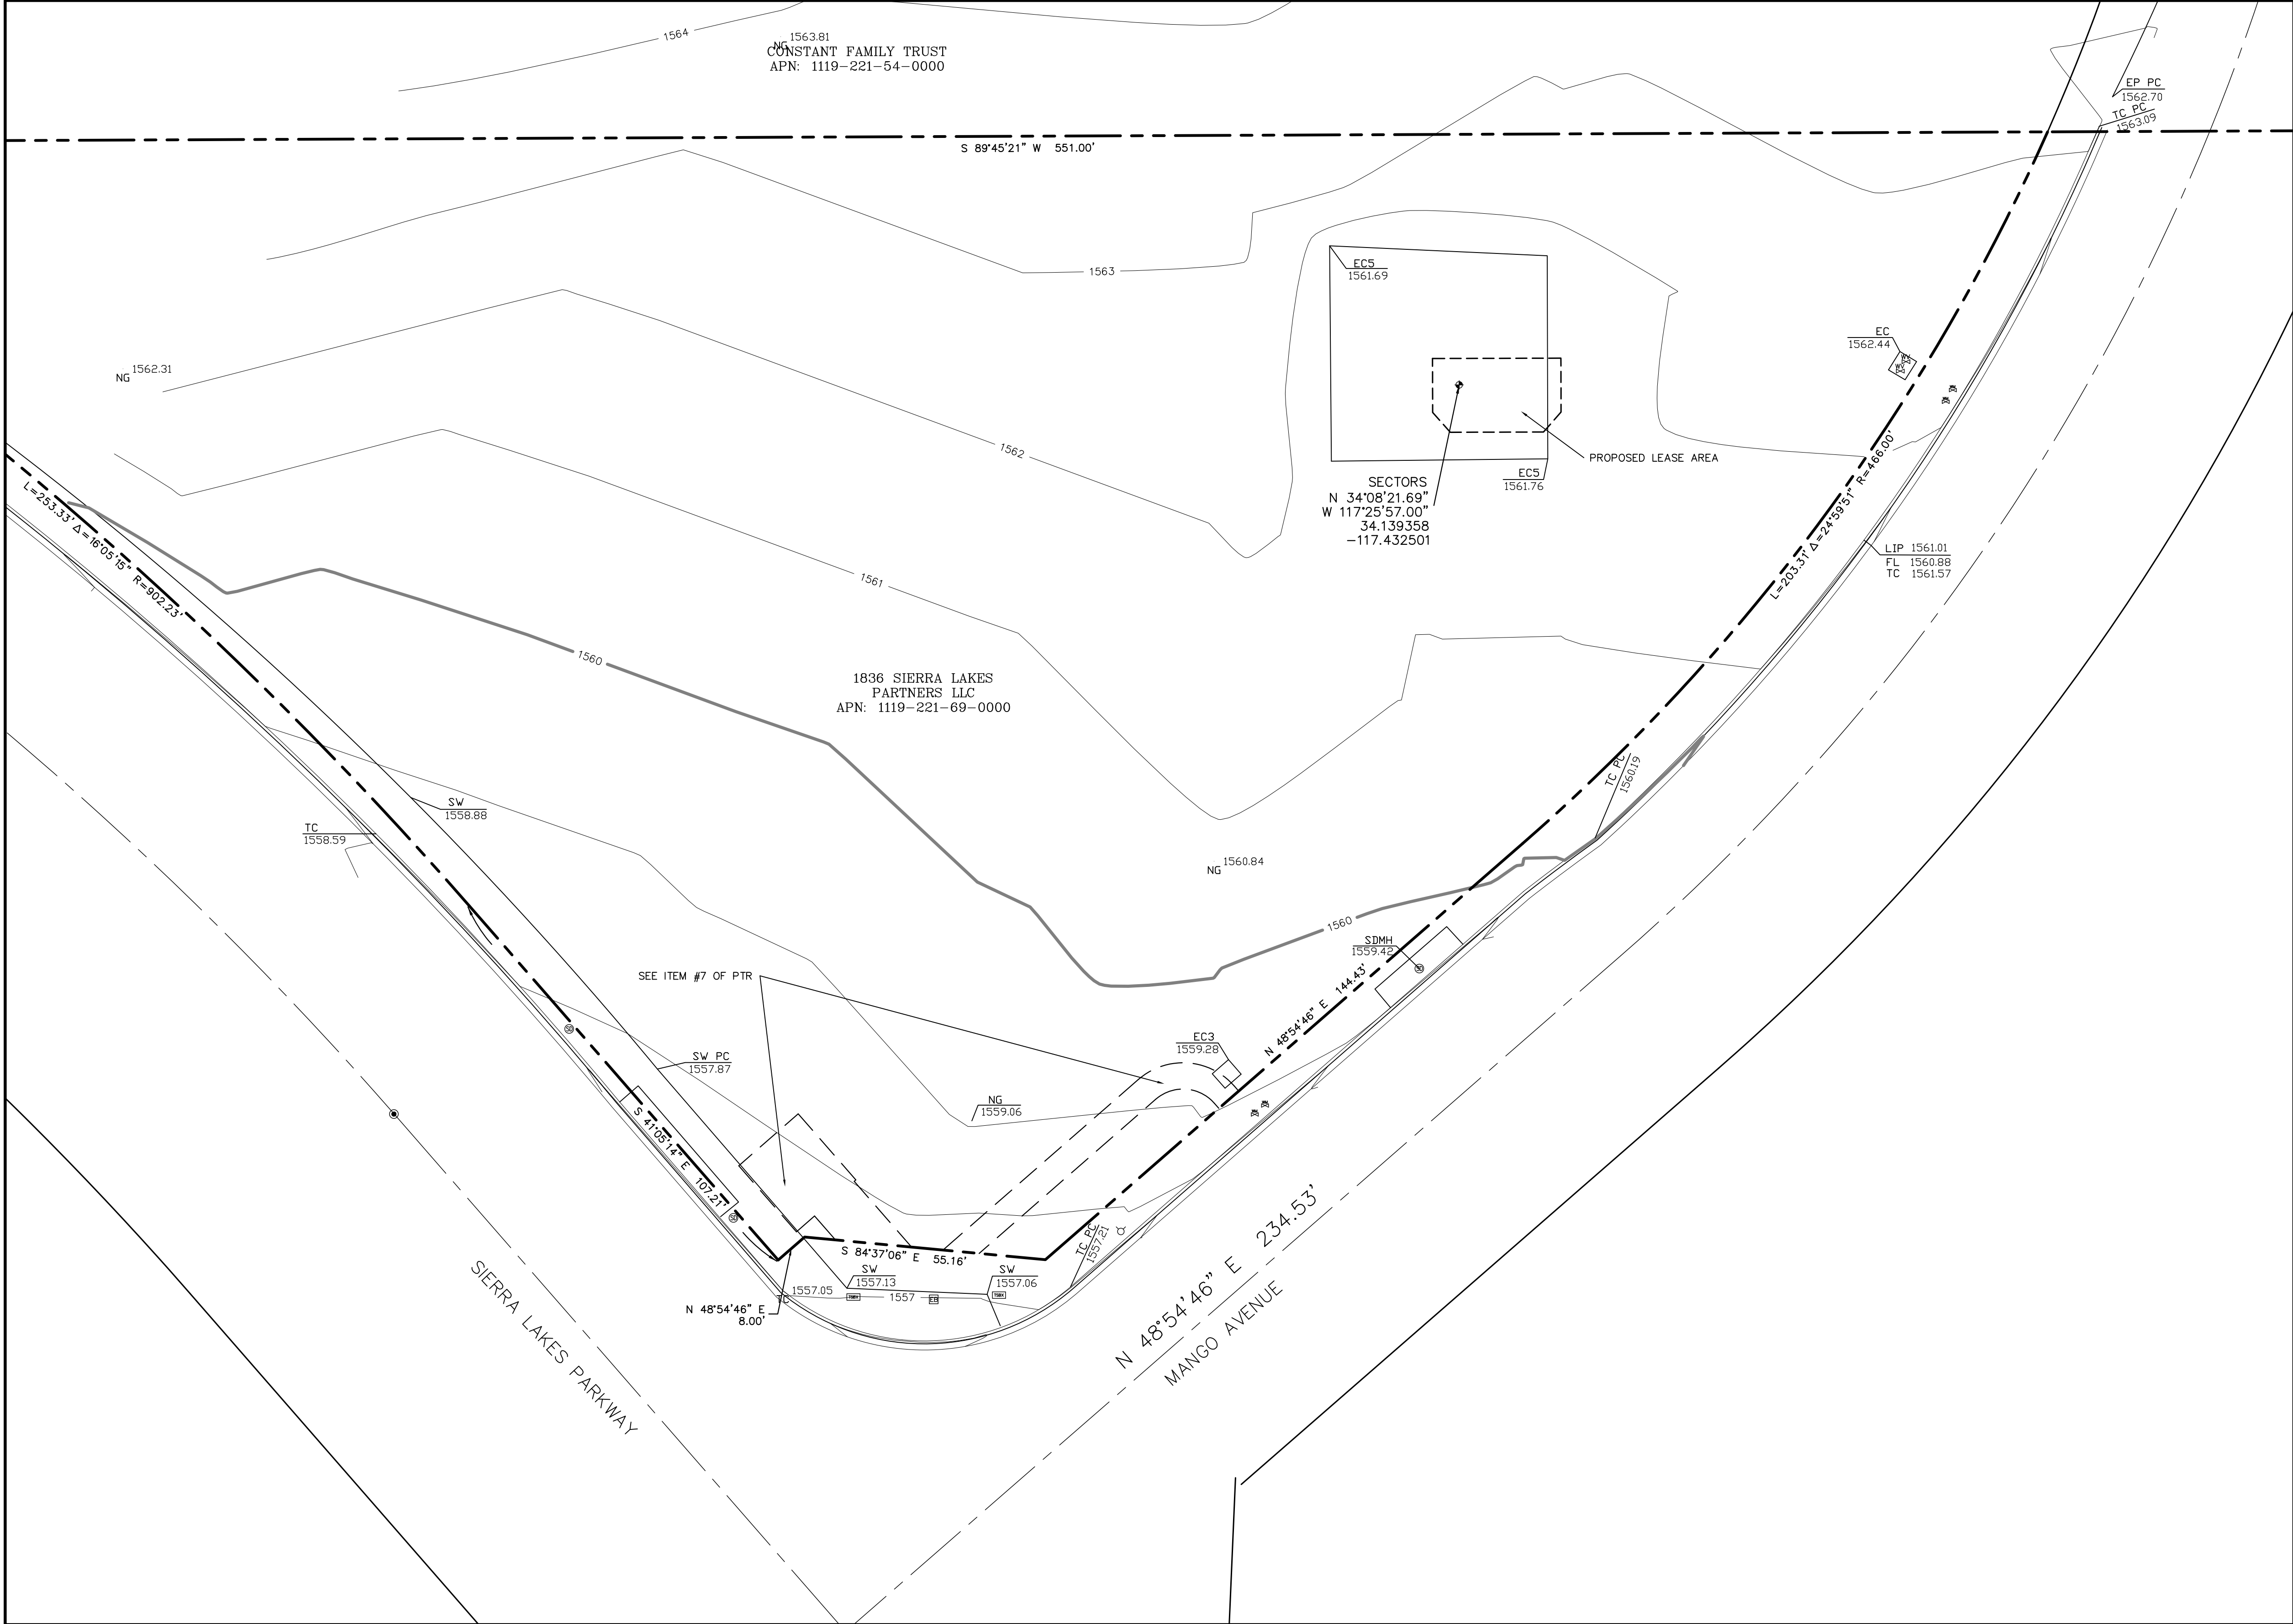 1564
NG 1563.81
CONSTANT FAMILY TRUST
APN: 1119-221-54-0000
EP PC
1562.70
TC PC
1563.09
S 89°45'21" W 551.00'
1563
EC5
1561.69
EC
1562.44
NG 1562.31
1562
PROPOSED LEASE AREA
EC5
1561.76
SECTORS
N 34°08'21.69"
W 117°25'57.00"
34.139358
-117.432501
L=203.31' Δ=24°59'51" R=466.00'
L=253.33' Δ=16°05'15" R=902.23'
LIP 1561.01
FL 1560.88
TC 1561.57
1561
1560
1836 SIERRA LAKES
PARTNERS LLC
APN: 1119-221-69-0000
TC PC
1560.19
SW
1558.88
TC
1558.59
NG 1560.84
1560
SDMH
1559.42
SEE ITEM #7 OF PTR
N 48°54'46" E 144.43'
EC3
1559.28
SW PC
1557.87
NG
1559.06
S 41°05'14" E 107.21'
TC PC
1557.21
S 84°37'06" E 55.16'
SW
1557.13
SW
1557.06
TC 1557.05
1557
EB
TSBX
N 48°54'46" E
8.00'
N 48°54'46" E 234.53'
MANGO AVENUE
SIERRA LAKES PARKWAY